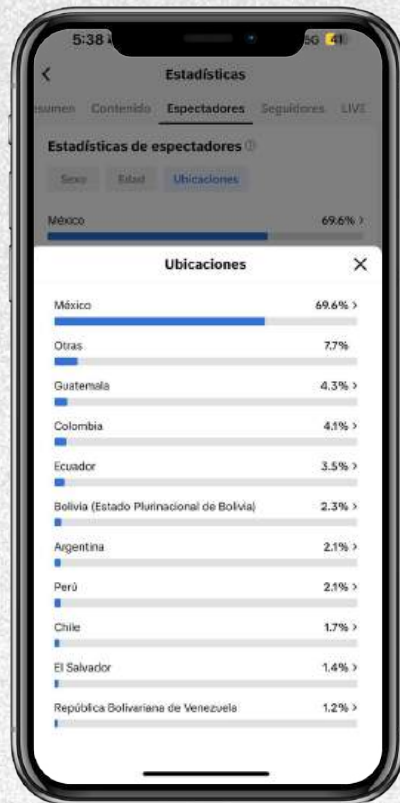 5:38
5G 41
Estadísticas
sumen Contenido Espectadores Seguidores LIVE
Estadísticas de espectadores
Sexo Edad Ubicaciones
México 69.6% >
Ubicaciones
México 69.6% >
Otras 7.7%
Guatemala 4.3% >
Colombia 4.1% >
Ecuador 3.5% >
Bolivia (Estado Plurinacional de Bolivia) 2.3% >
Argentina 2.1% >
Perú 2.1% >
Chile 1.7% >
El Salvador 1.4% >
República Bolivariana de Venezuela 1.2% >